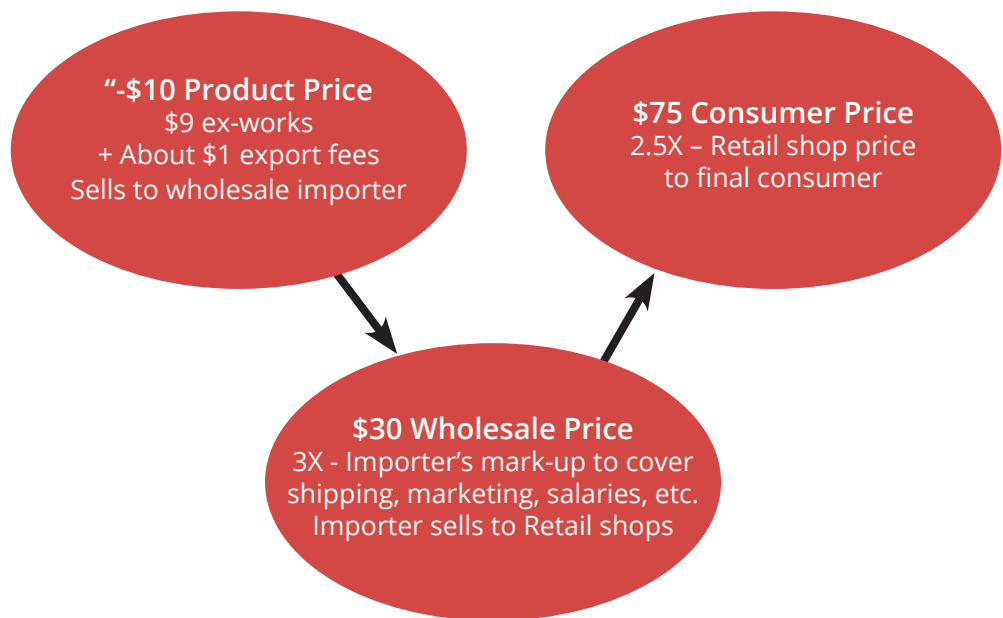 “-$10 Product Price
$9 ex-works
+ About $1 export fees
Sells to wholesale importer
$30 Wholesale Price
3X - Importer’s mark-up to cover
shipping, marketing, salaries, etc.
Importer sells to Retail shops
$75 Consumer Price
2.5X – Retail shop price
to final consumer